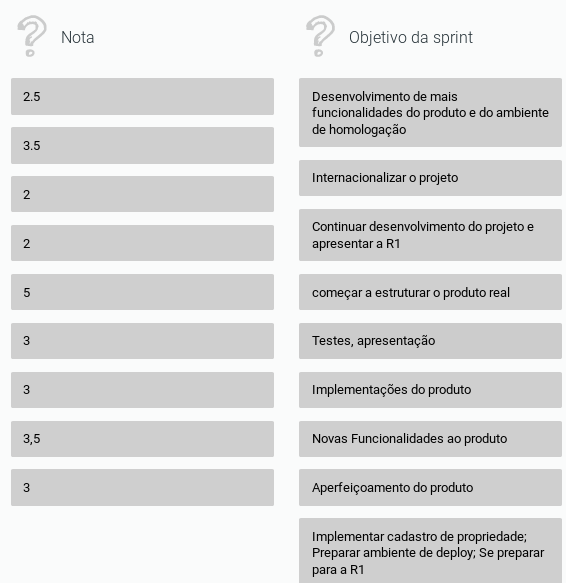 Nota
2.5
3.5
2
2
5
3
3
3,5
3
Objetivo da sprint
Desenvolvimento de mais
funcionalidades do produto e do ambiente
de homologação
Internacionalizar o projeto
Continuar desenvolvimento do projeto e
apresentar a R1
começar a estruturar o produto real
Testes, apresentação
Implementações do produto
Novas Funcionalidades ao produto
Aperfeiçoamento do produto
Implementar cadastro de propriedade;
Preparar ambiente de deploy; Se preparar
para a R1